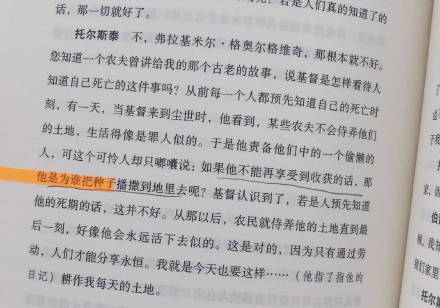 话，那一切就好了。
托尔斯泰　不，弗拉基米尔·格奥尔格维奇，那根本就不好。
您知道一个农夫曾讲给我的那个古老的故事，说基督是怎样看待人
知道自己死亡的这件事吗？从前每一个人都预先知道自己的死亡时
刻，有一天，当基督来到尘世时，他看到，某些农夫不会侍弄他们
的土地，生活得像是罪人似的。于是他责备他们中的一个偷懒的
人，可这个可怜人却只嘟囔说：如果他不能再享受到收获的话，那
他是为谁把种子播撒到地里去呢？基督认识到了，若是人预先知道
他的死期的话，这并不好。从那以后，农民就侍弄他的土地直到最
后一刻，好像他会永远活下去似的。这是对的，因为只有通过劳
动，人们才能分享永恒。我就是今天也要这样……（他指了指他的
日记）耕作我每天的土地。